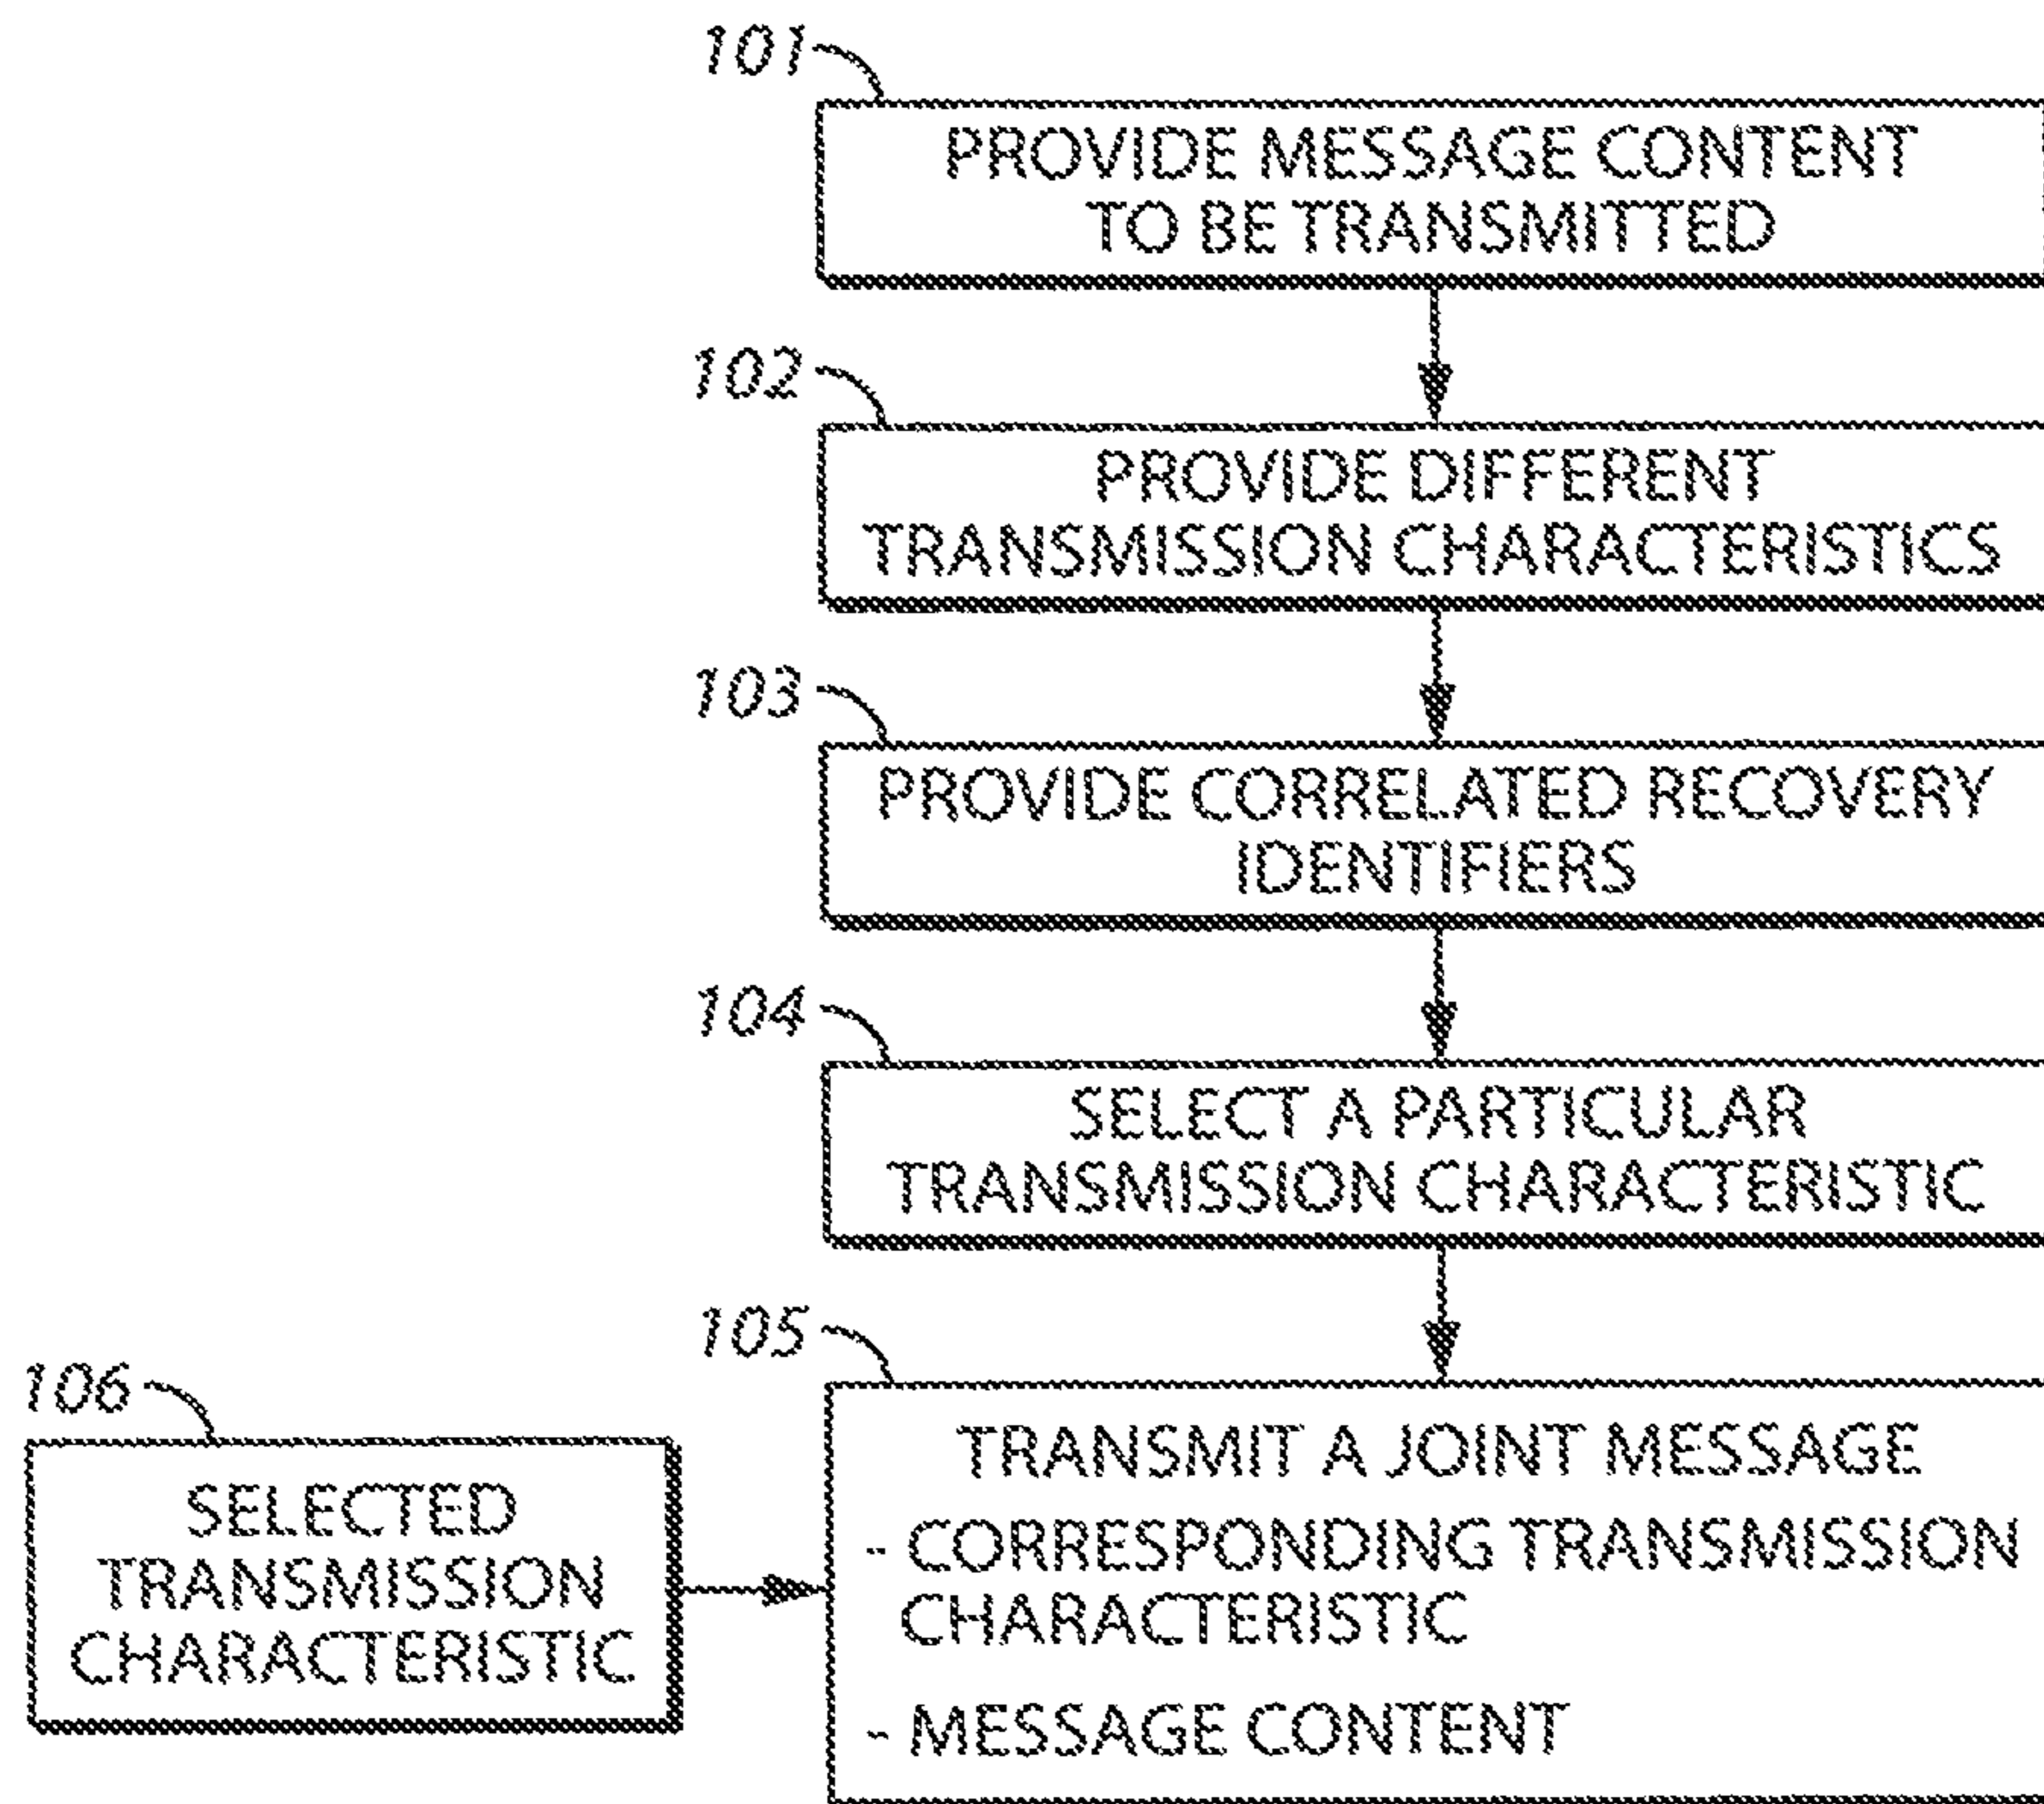 101
PROVIDE MESSAGE CONTENT
TO BE TRANSMITTED
102
PROVIDE DIFFERENT
TRANSMISSION CHARACTERISTICS
103
PROVIDE CORRELATED RECOVERY
IDENTIFIERS
104
SELECT A PARTICULAR
TRANSMISSION CHARACTERISTIC
105
TRANSMIT A JOINT MESSAGE
- CORRESPONDING TRANSMISSION
CHARACTERISTIC
- MESSAGE CONTENT
106
SELECTED
TRANSMISSION
CHARACTERISTIC